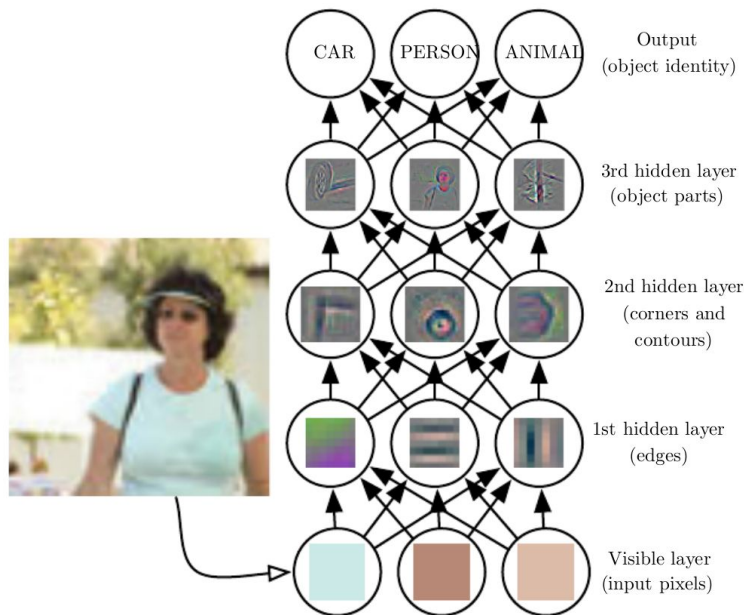 CAR
PERSON
ANIMAL
Output
(object identity)
3rd hidden layer
(object parts)
2nd hidden layer
(corners and
contours)
1st hidden layer
(edges)
Visible layer
(input pixels)